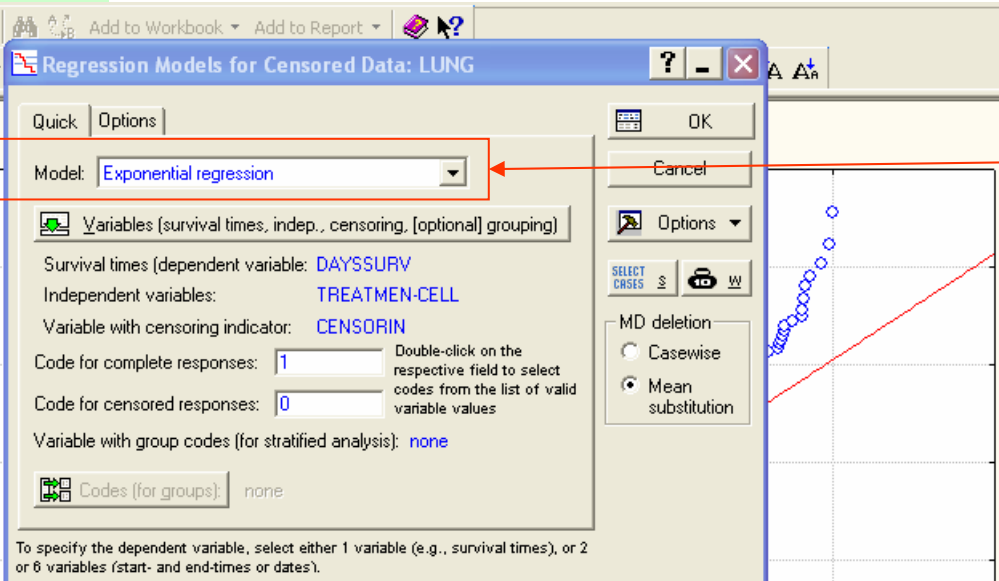 Add to Workbook Add to Report
Regression Models for Censored Data: LUNG
Quick Options
OK
Model: Exponential regression
Cancel
Variables (survival times, indep., censoring, [optional] grouping)
Options
Survival times (dependent variable: DAYSSURV
Independent variables: TREATMEN-CELL
SELECT CASES S W
Variable with censoring indicator: CENSORIN
MD deletion
Code for complete responses: 1
Double-click on the
respective field to select
codes from the list of valid
variable values
Casewise
Mean
substitution
Code for censored responses: 0
Variable with group codes (for stratified analysis): none
Codes (for groups): none
To specify the dependent variable, select either 1 variable (e.g., survival times), or 2
or 6 variables (start- and end-times or dates).